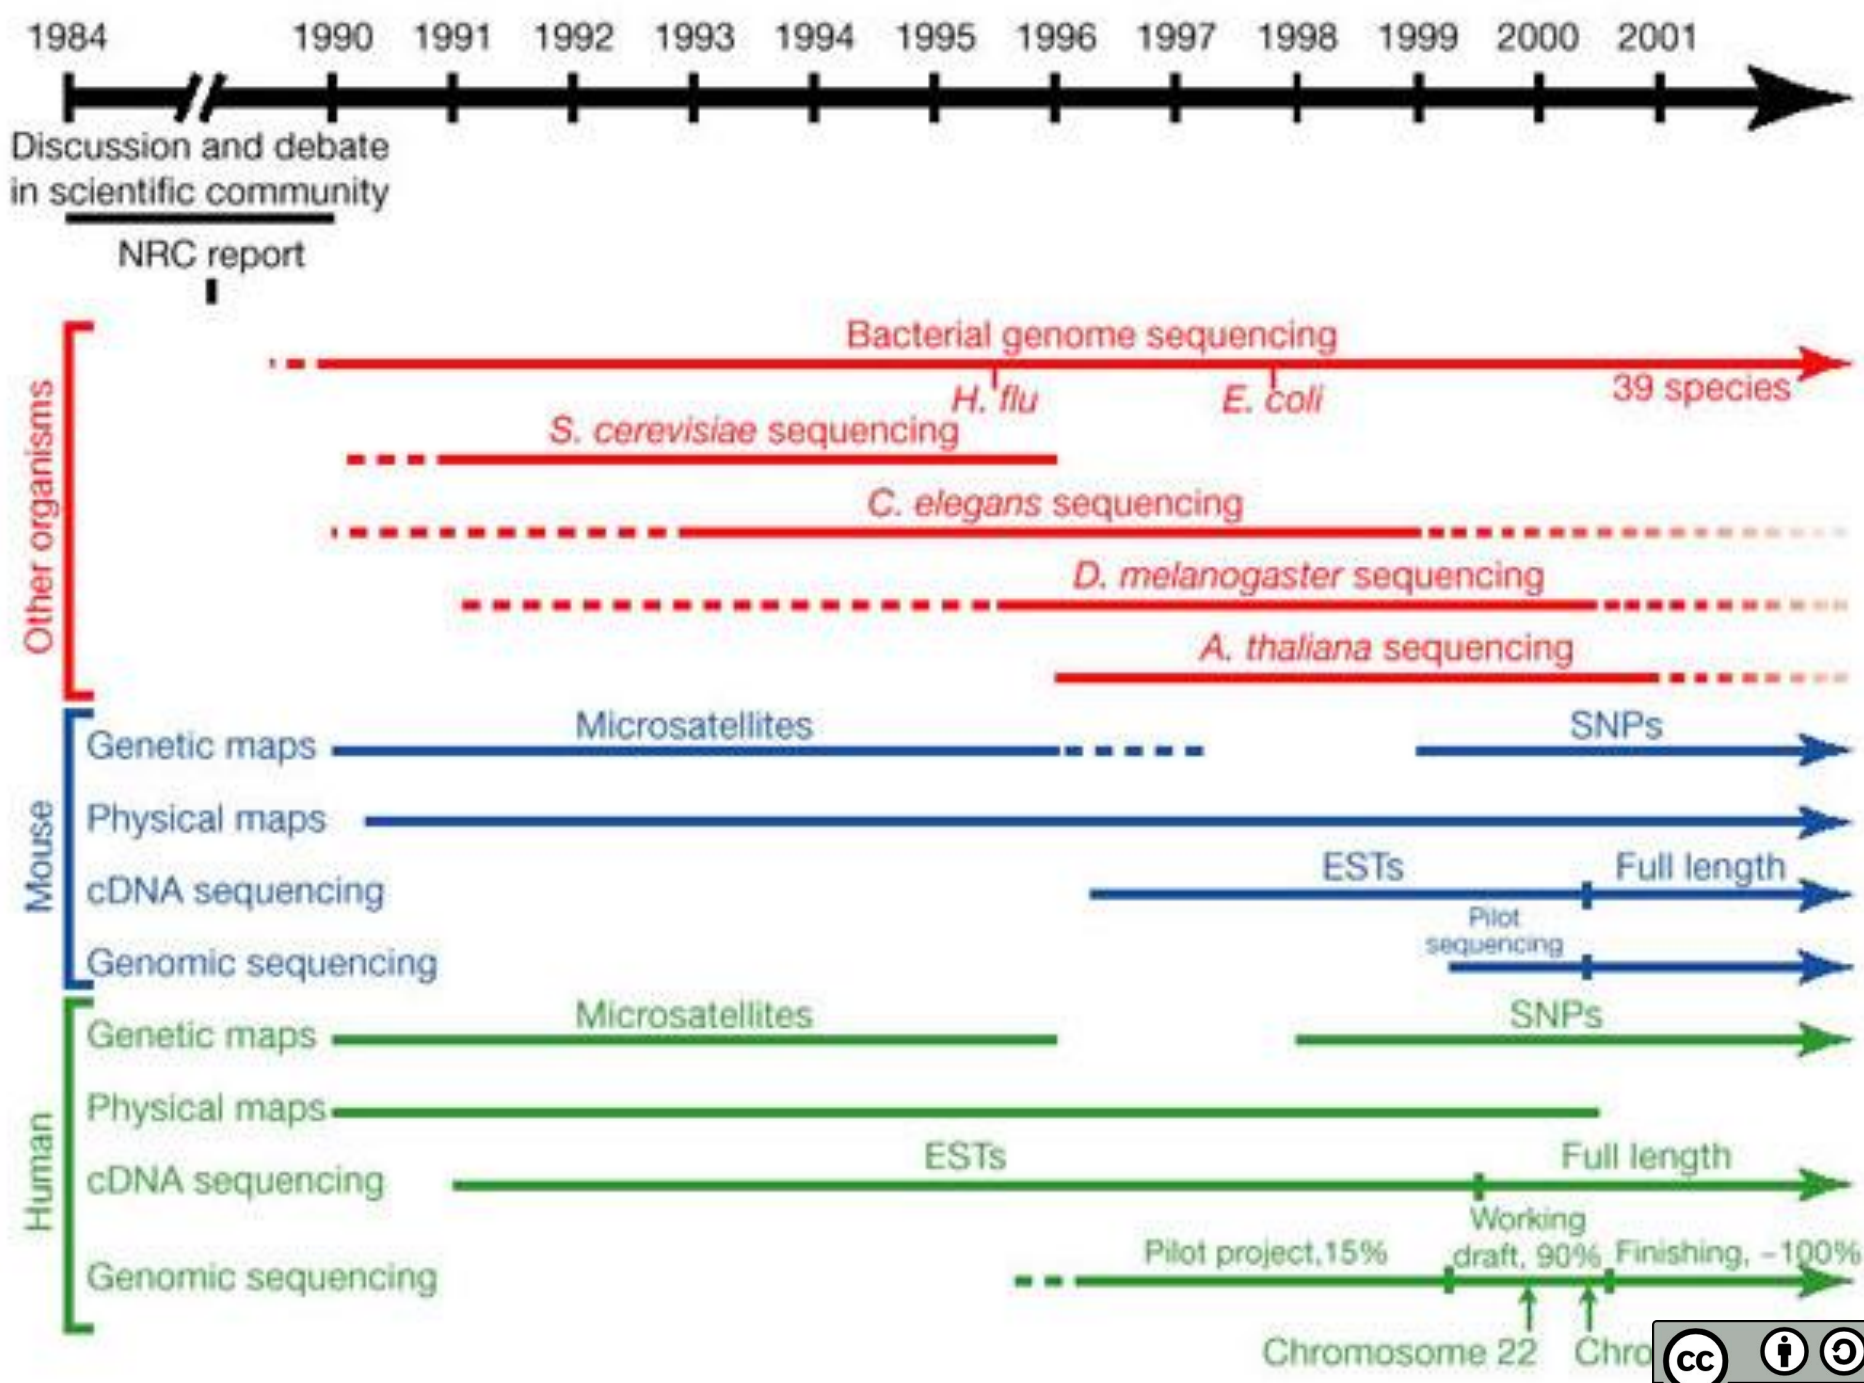 1984 1990 1991 1992 1993 1994 1995 1996 1997 1998 1999 2000 2001
Discussion and debate
in scientific community
NRC report
Other organisms
Bacterial genome sequencing
H. flu E. coli 39 species
S. cerevisiae sequencing
C. elegans sequencing
D. melanogaster sequencing
A. thaliana sequencing
Mouse
Microsatellites SNPs
Genetic maps
Physical maps
ESTs Full length
cDNA sequencing
Pilot
sequencing
Genomic sequencing
Human
Microsatellites SNPs
Genetic maps
Physical maps
ESTs Full length
cDNA sequencing
Working
Pilot project,15% draft, 90% Finishing, ~100%
Genomic sequencing
Chromosome 22 Chro
cc